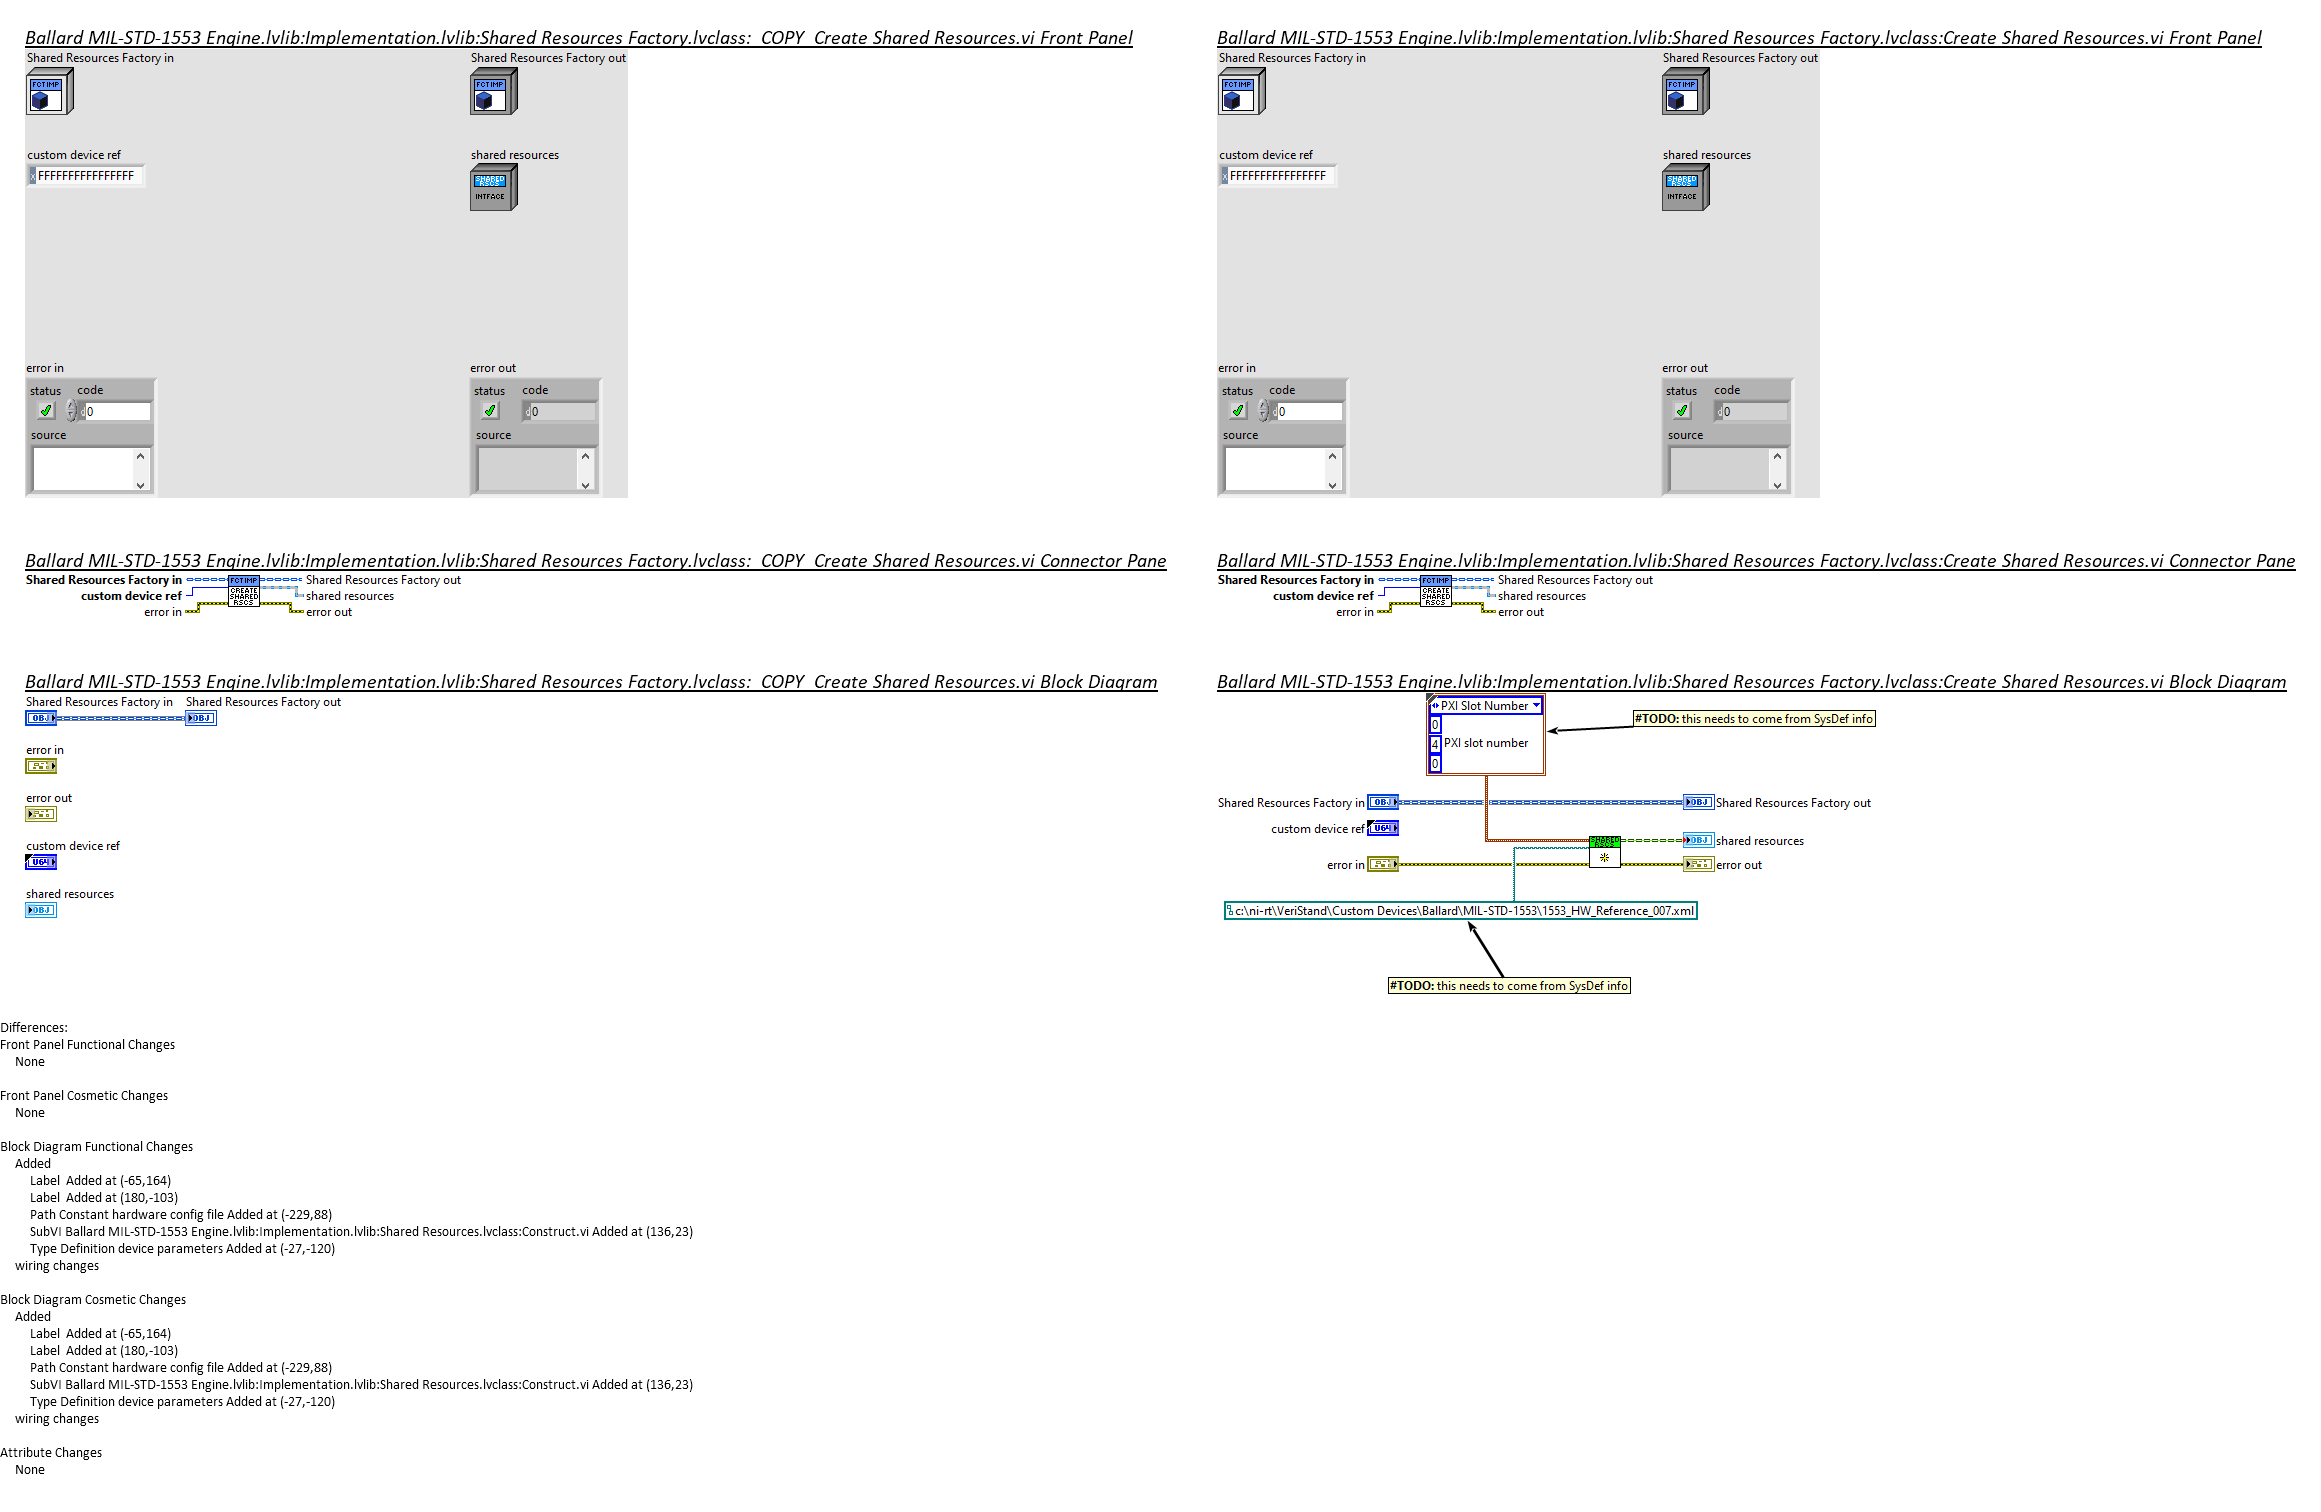 Ballard MIL-STD-1553 Engine.lvlib:Implementation.lvlib:Shared Resources Factory.lvclass:  COPY  Create Shared Resources.vi Front Panel
Shared Resources Factory in
Shared Resources Factory out
FCTIMP
FCTIMP
custom device ref
shared resources
x FFFFFFFFFFFFFFFF
SHARED
RSCS
INTFACE
error in
error out
status code
status code
d 0
d 0
source
source
Ballard MIL-STD-1553 Engine.lvlib:Implementation.lvlib:Shared Resources Factory.lvclass:Create Shared Resources.vi Front Panel
Shared Resources Factory in
Shared Resources Factory out
FCTIMP
FCTIMP
custom device ref
shared resources
x FFFFFFFFFFFFFFFF
SHARED
RSCS
INTFACE
error in
error out
status code
status code
d 0
d 0
source
source
Ballard MIL-STD-1553 Engine.lvlib:Implementation.lvlib:Shared Resources Factory.lvclass:  COPY  Create Shared Resources.vi Connector Pane
Shared Resources Factory in
FCTIMP
Shared Resources Factory out
custom device ref
CREATE
SHARED
RSCS
shared resources
error in
error out
Ballard MIL-STD-1553 Engine.lvlib:Implementation.lvlib:Shared Resources Factory.lvclass:Create Shared Resources.vi Connector Pane
Shared Resources Factory in
FCTIMP
Shared Resources Factory out
custom device ref
CREATE
SHARED
RSCS
shared resources
error in
error out
Ballard MIL-STD-1553 Engine.lvlib:Implementation.lvlib:Shared Resources Factory.lvclass:  COPY  Create Shared Resources.vi Block Diagram
Shared Resources Factory in
Shared Resources Factory out
OBJ
OBJ
error in
error out
custom device ref
U64
shared resources
OBJ
Ballard MIL-STD-1553 Engine.lvlib:Implementation.lvlib:Shared Resources Factory.lvclass:Create Shared Resources.vi Block Diagram
PXI Slot Number
0
4 PXI slot number
0
#TODO: this needs to come from SysDef info
Shared Resources Factory in OBJ
OBJ Shared Resources Factory out
custom device ref U64
SHARED
RSCS
OBJ shared resources
error in
error out
c:\ni-rt\VeriStand\Custom Devices\Ballard\MIL-STD-1553\1553_HW_Reference_007.xml
#TODO: this needs to come from SysDef info
Differences:
Front Panel Functional Changes
None
Front Panel Cosmetic Changes
None
Block Diagram Functional Changes
Added
Label  Added at (-65,164)
Label  Added at (180,-103)
Path Constant hardware config file Added at (-229,88)
SubVI Ballard MIL-STD-1553 Engine.lvlib:Implementation.lvlib:Shared Resources.lvclass:Construct.vi Added at (136,23)
Type Definition device parameters Added at (-27,-120)
wiring changes
Block Diagram Cosmetic Changes
Added
Label  Added at (-65,164)
Label  Added at (180,-103)
Path Constant hardware config file Added at (-229,88)
SubVI Ballard MIL-STD-1553 Engine.lvlib:Implementation.lvlib:Shared Resources.lvclass:Construct.vi Added at (136,23)
Type Definition device parameters Added at (-27,-120)
wiring changes
Attribute Changes
None